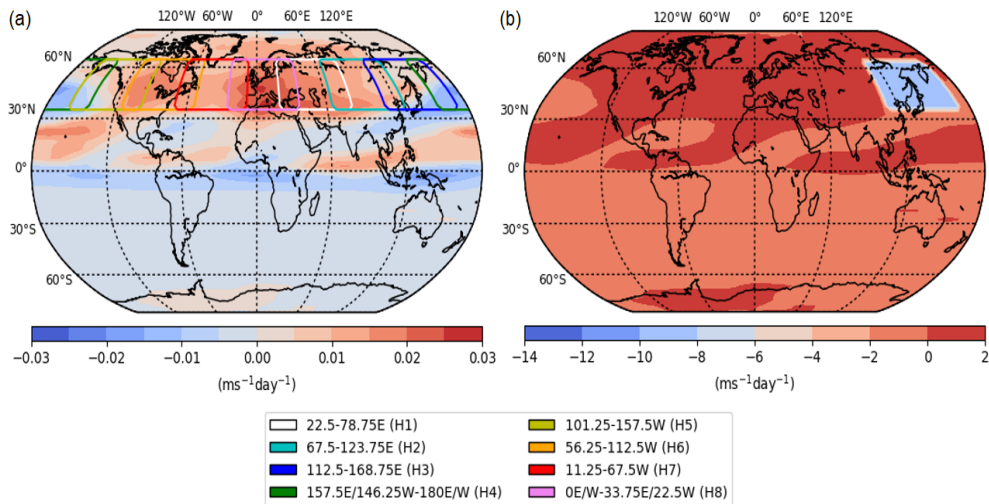 (a)
120°W 60°W 0° 60°E 120°E
60°N
30°N
0°
30°S
60°S
−0.03 −0.02 −0.01 0.00 0.01 0.02 0.03
(ms⁻¹day⁻¹)
(b)
120°W 60°W 0° 60°E 120°E
60°N
30°N
0°
30°S
60°S
−14 −12 −10 −8 −6 −4 −2 0 2
(ms⁻¹day⁻¹)
22.5-78.75E (H1)
67.5-123.75E (H2)
112.5-168.75E (H3)
157.5E/146.25W-180E/W (H4)
101.25-157.5W (H5)
56.25-112.5W (H6)
11.25-67.5W (H7)
0E/W-33.75E/22.5W (H8)